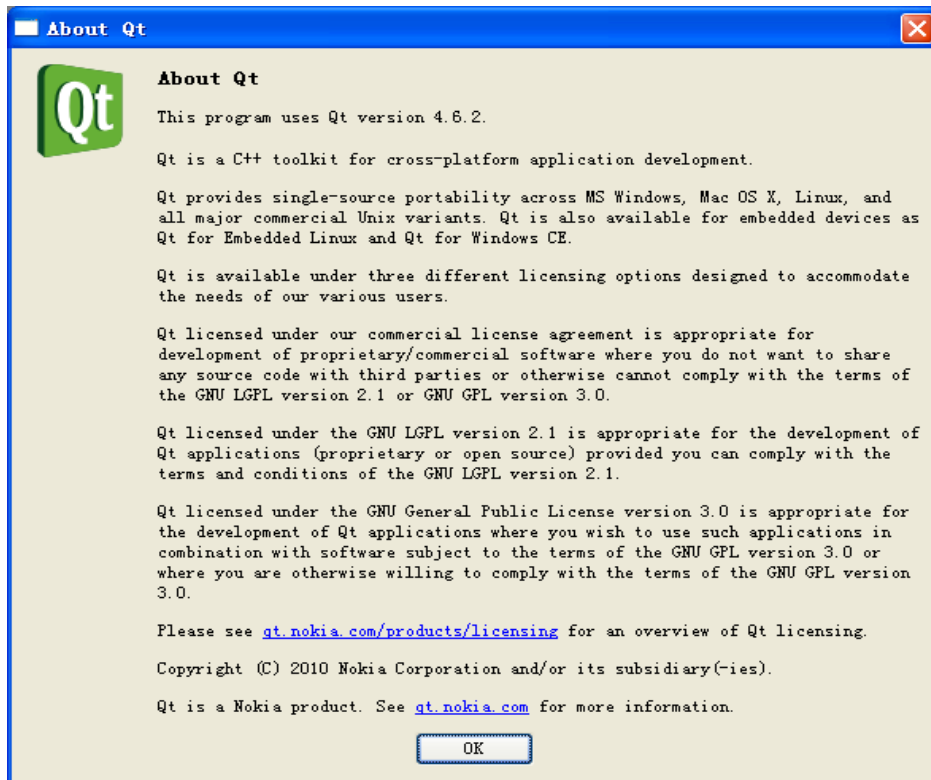 About Qt
Qt
About Qt
This program uses Qt version 4.6.2.
Qt is a C++ toolkit for cross-platform application development.
Qt provides single-source portability across MS Windows, Mac OS X, Linux, and
all major commercial Unix variants. Qt is also available for embedded devices as
Qt for Embedded Linux and Qt for Windows CE.
Qt is available under three different licensing options designed to accommodate
the needs of our various users.
Qt licensed under our commercial license agreement is appropriate for
development of proprietary/commercial software where you do not want to share
any source code with third parties or otherwise cannot comply with the terms of
the GNU LGPL version 2.1 or GNU GPL version 3.0.
Qt licensed under the GNU LGPL version 2.1 is appropriate for the development of
Qt applications (proprietary or open source) provided you can comply with the
terms and conditions of the GNU LGPL version 2.1.
Qt licensed under the GNU General Public License version 3.0 is appropriate for
the development of Qt applications where you wish to use such applications in
combination with software subject to the terms of the GNU GPL version 3.0 or
where you are otherwise willing to comply with the terms of the GNU GPL version
3.0.
Please see qt.nokia.com/products/licensing for an overview of Qt licensing.
Copyright (C) 2010 Nokia Corporation and/or its subsidiary(-ies).
Qt is a Nokia product. See qt.nokia.com for more information.
OK